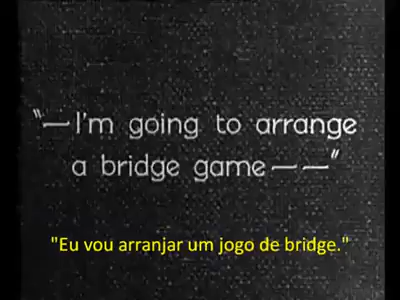 "—I'm going to arrange
a bridge game——"
"Eu vou arranjar um jogo de bridge."